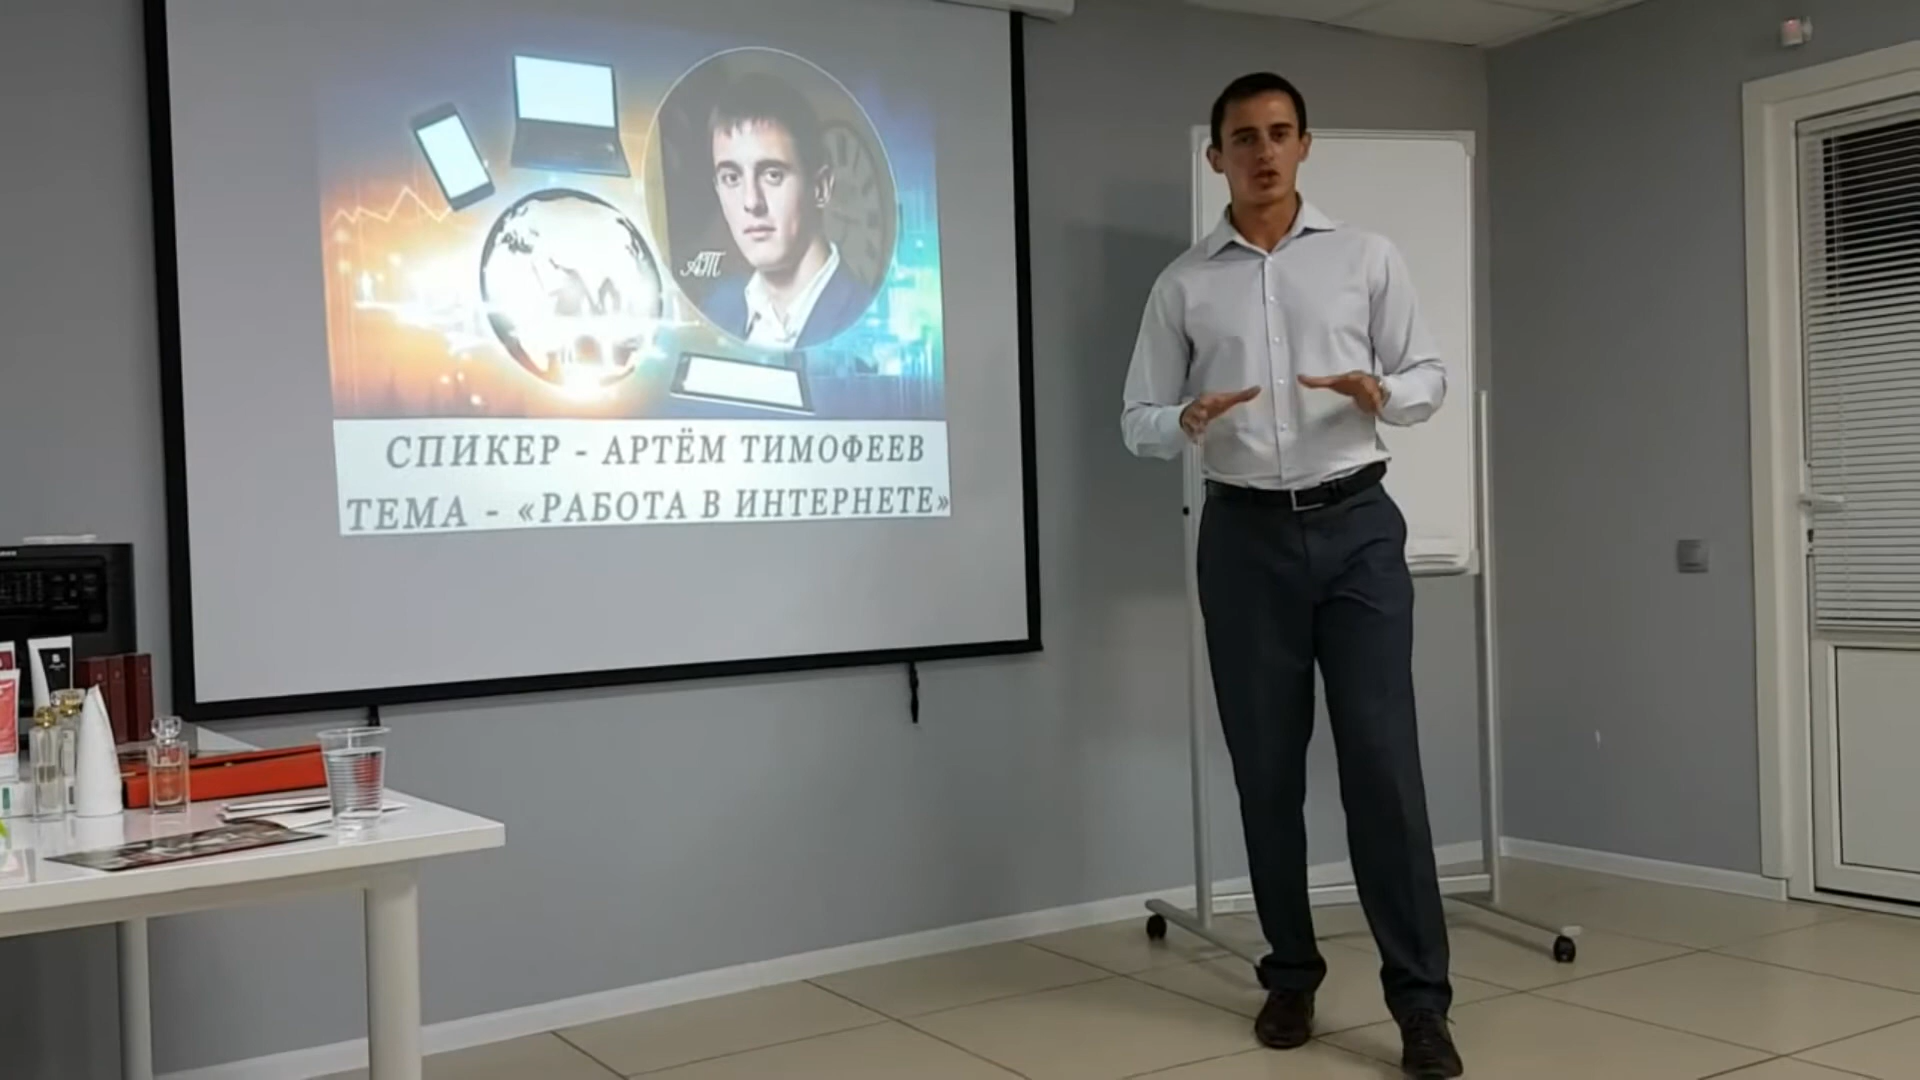 АТ
СПИКЕР - АРТЁМ ТИМОФЕЕВ
ТЕМА - «РАБОТА В ИНТЕРНЕТЕ»